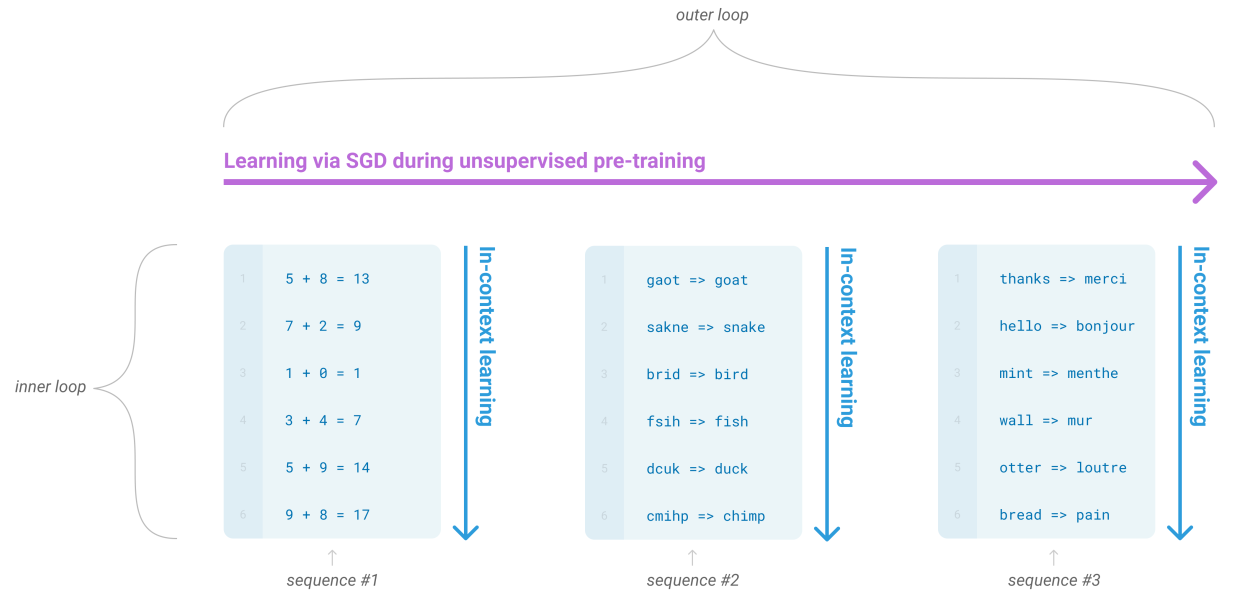 outer loop
Learning via SGD during unsupervised pre-training
inner loop
1 5 + 8 = 13
2 7 + 2 = 9
3 1 + 0 = 1
4 3 + 4 = 7
5 5 + 9 = 14
6 9 + 8 = 17
In-context learning
sequence #1
1 gaot => goat
2 sakne => snake
3 brid => bird
4 fsih => fish
5 dcuk => duck
6 cmihp => chimp
In-context learning
sequence #2
1 thanks => merci
2 hello => bonjour
3 mint => menthe
4 wall => mur
5 otter => loutre
6 bread => pain
In-context learning
sequence #3